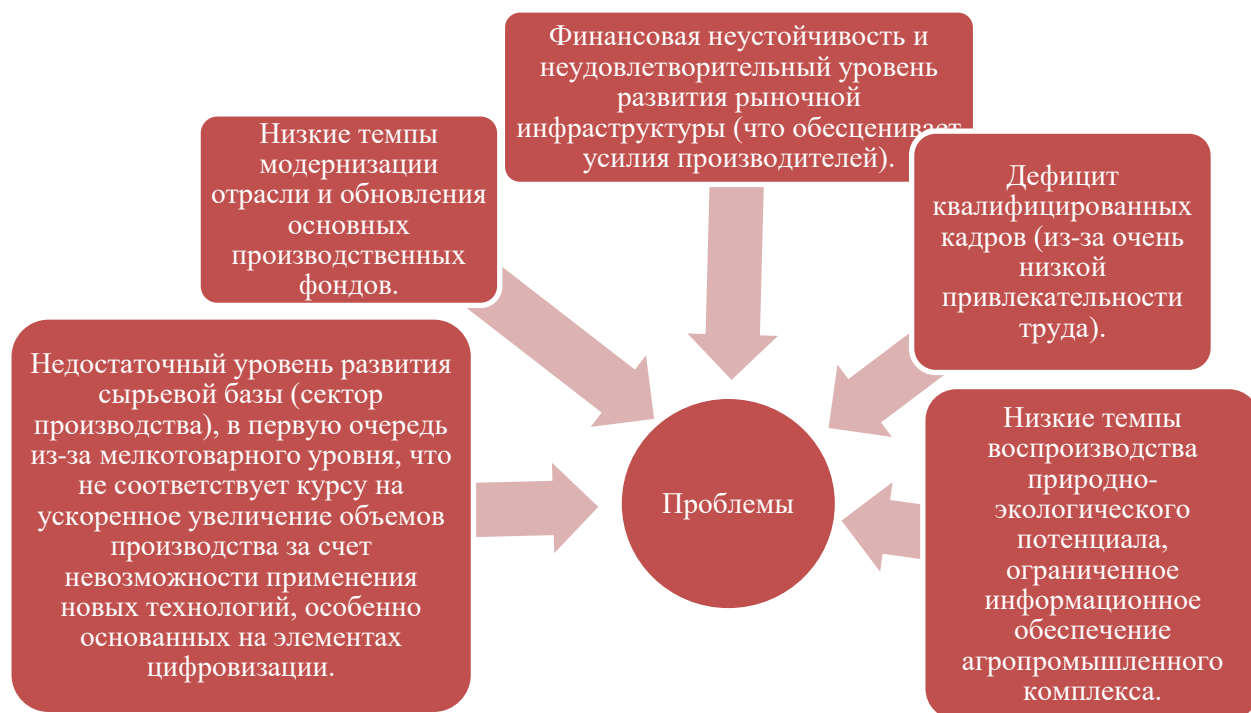 Финансовая неустойчивость и
неудовлетворительный уровень
развития рыночной
инфраструктуры (что обесценивает
усилия производителей).
Низкие темпы
модернизации
отрасли и обновления
основных
производственных
фондов.
Дефицит
квалифицированных
кадров (из-за очень
низкой
привлекательности
труда).
Недостаточный уровень развития
сырьевой базы (сектор
производства), в первую очередь
из-за мелкотоварного уровня, что
не соответствует курсу на
ускоренное увеличение объемов
производства за счет
невозможности применения
новых технологий, особенно
основанных на элементах
цифровизации.
Проблемы
Низкие темпы
воспроизводства
природно-
экологического
потенциала,
ограниченное
информационное
обеспечение
агропромышленного
комплекса.